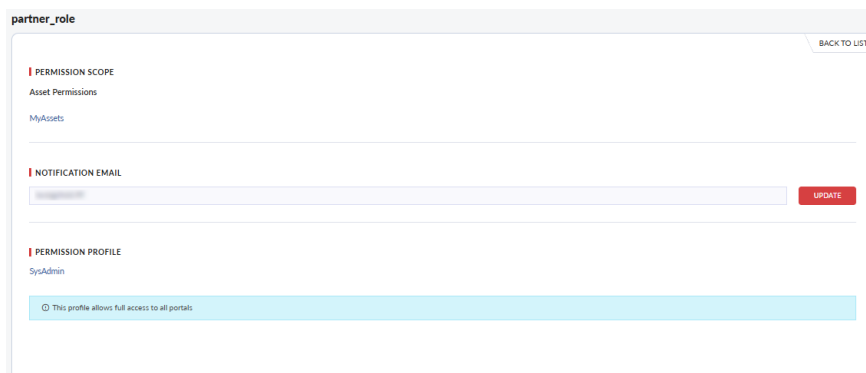 partner_role
BACK TO LIST
PERMISSION SCOPE
Asset Permissions
MyAssets
NOTIFICATION EMAIL
UPDATE
PERMISSION PROFILE
SysAdmin
This profile allows full access to all portals